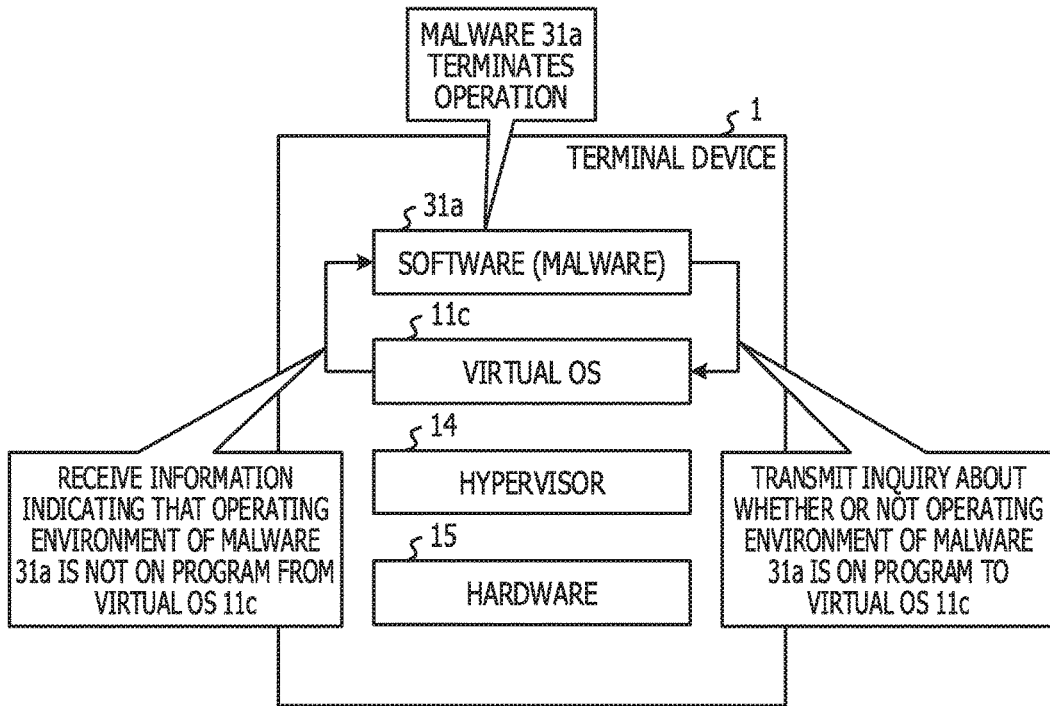 MALWARE 31a
TERMINATES
OPERATION
1
TERMINAL DEVICE
31a
SOFTWARE (MALWARE)
11c
VIRTUAL OS
14
HYPERVISOR
15
HARDWARE
RECEIVE INFORMATION
INDICATING THAT OPERATING
ENVIRONMENT OF MALWARE
31a IS NOT ON PROGRAM FROM
VIRTUAL OS 11c
TRANSMIT INQUIRY ABOUT
WHETHER OR NOT OPERATING
ENVIRONMENT OF MALWARE
31a IS ON PROGRAM TO
VIRTUAL OS 11c